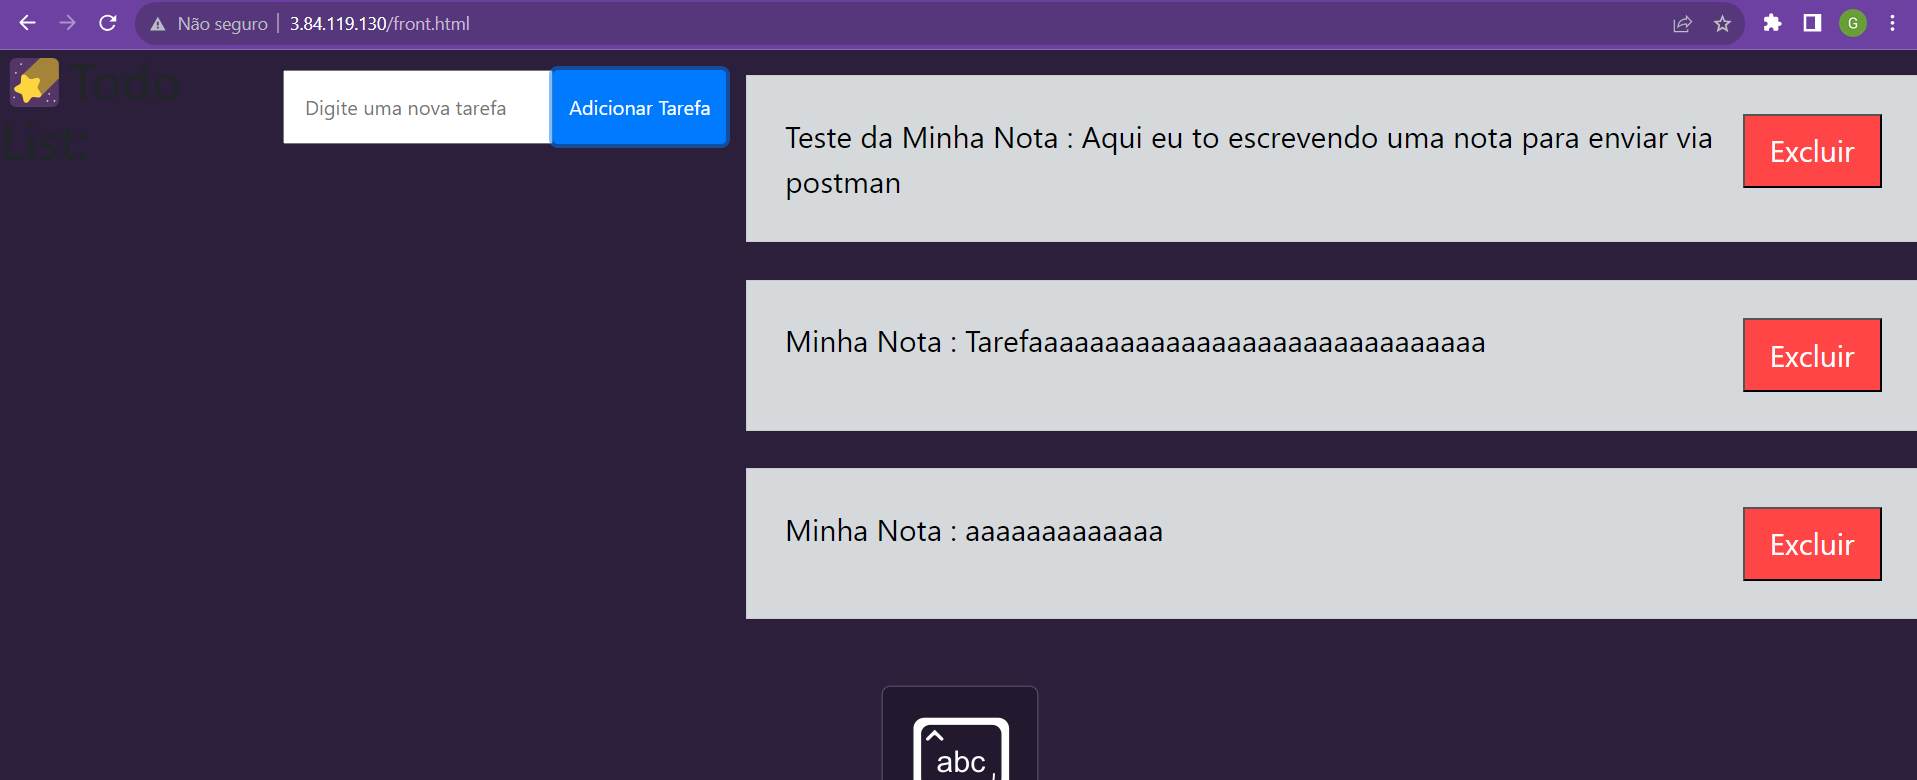 Não seguro | 3.84.119.130/front.html
G
Todo
List:
Digite uma nova tarefa
Adicionar Tarefa
Teste da Minha Nota : Aqui eu to escrevendo uma nota para enviar via
postman
Excluir
Minha Nota : Tarefaaaaaaaaaaaaaaaaaaaaaaaaaaaaaaa
Excluir
Minha Nota : aaaaaaaaaaaaa
Excluir
abc